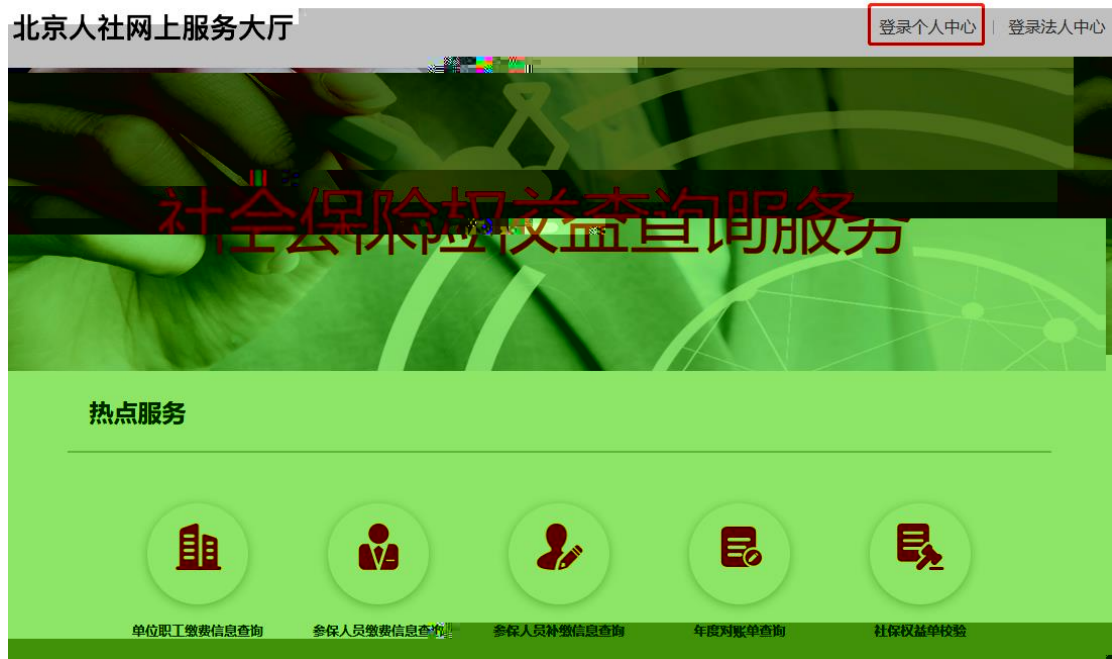 北京人社网上服务大厅
登录个人中心 | 登录法人中心
社会保险权益查询服务
热点服务
单位职工缴费信息查询
参保人员缴费信息查询
参保人员补缴信息查询
年度对账单查询
社保权益单校验